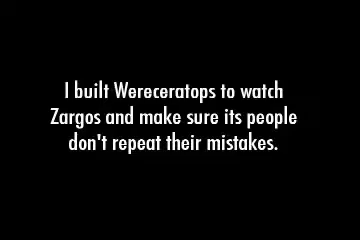 I built Wereceratops to watch
Zargos and make sure its people
don't repeat their mistakes.